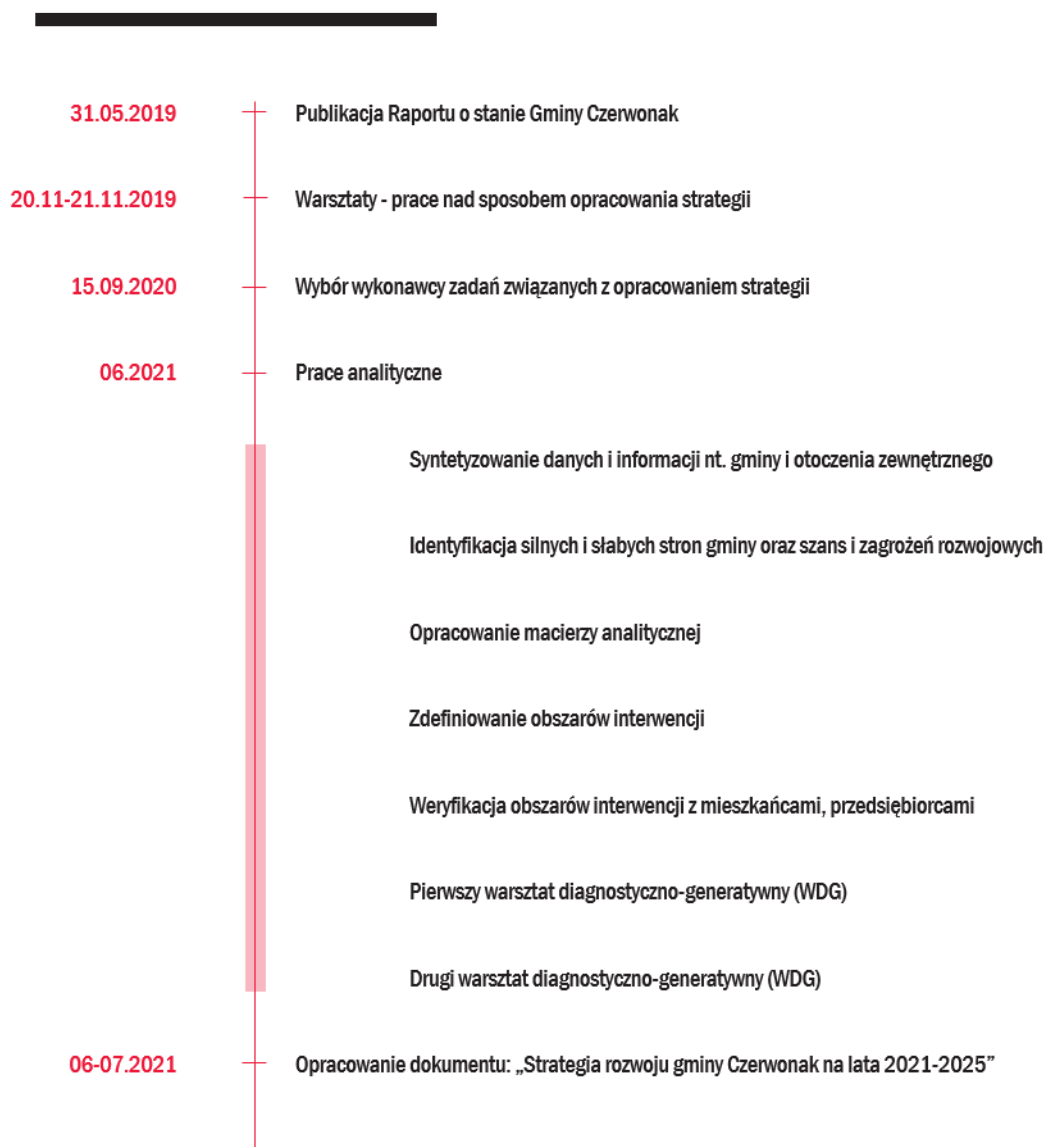 31.05.2019 Publikacja Raportu o stanie Gminy Czerwonak
20.11-21.11.2019 Warsztaty - prace nad sposobem opracowania strategii
15.09.2020 Wybór wykonawcy zadań związanych z opracowaniem strategii
06.2021 Prace analityczne
Syntetyzowanie danych i informacji nt. gminy i otoczenia zewnętrznego
Identyfikacja silnych i słabych stron gminy oraz szans i zagrożeń rozwojowych
Opracowanie macierzy analitycznej
Zdefiniowanie obszarów interwencji
Weryfikacja obszarów interwencji z mieszkańcami, przedsiębiorcami
Pierwszy warsztat diagnostyczno-generatywny (WDG)
Drugi warsztat diagnostyczno-generatywny (WDG)
06-07.2021 Opracowanie dokumentu: „Strategia rozwoju gminy Czerwonak na lata 2021-2025”